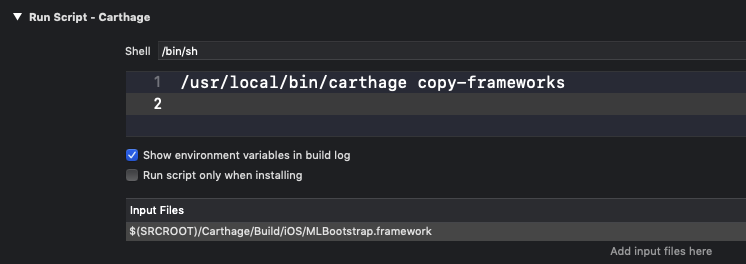 Run Script - Carthage
Shell /bin/sh
1 /usr/local/bin/carthage copy-frameworks
2
Show environment variables in build log
Run script only when installing
Input Files
$(SRCROOT)/Carthage/Build/iOS/MLBootstrap.framework
Add input files here